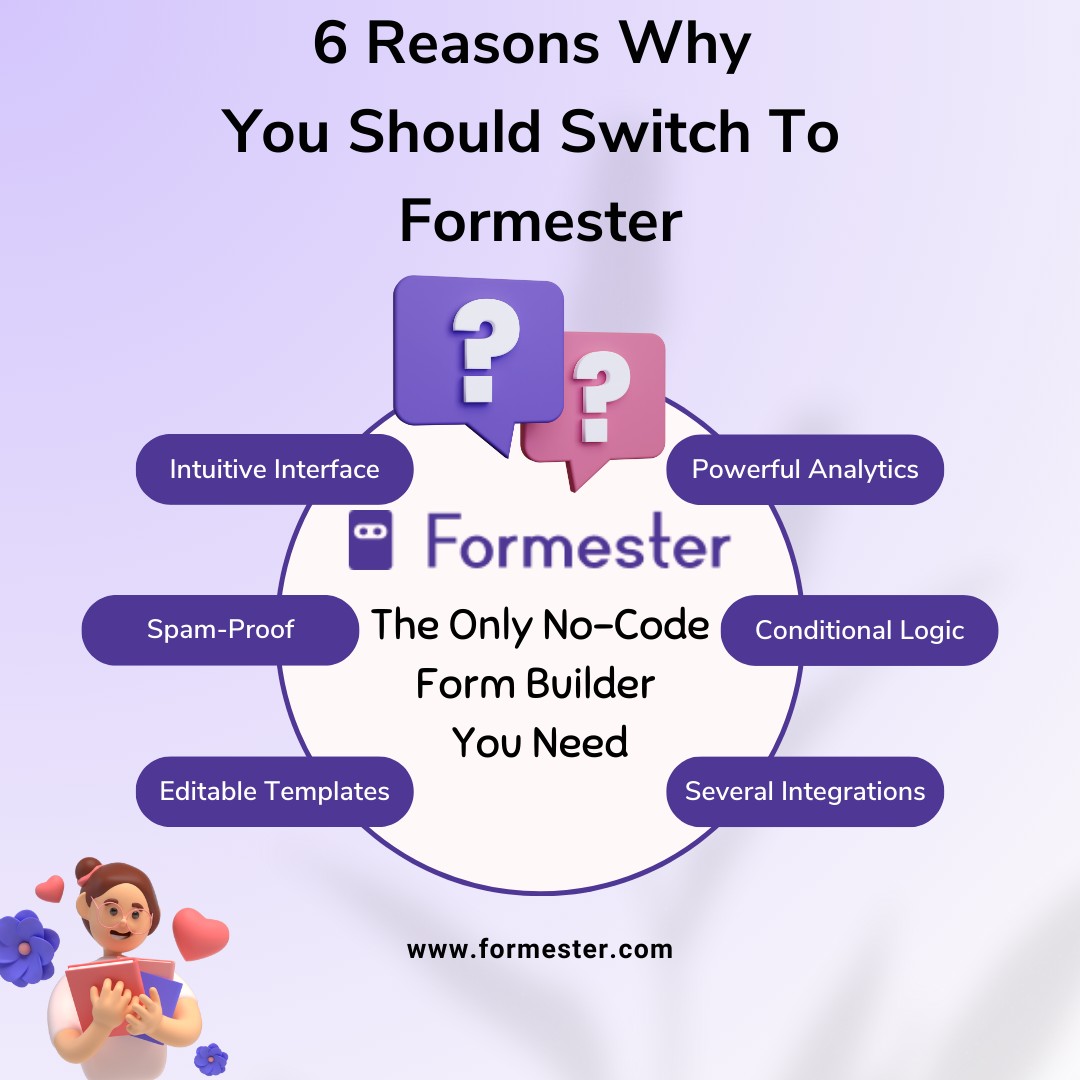 6 Reasons Why
You Should Switch To
Formester
? ?
Intuitive Interface
Powerful Analytics
Formester
Spam-Proof
The Only No-Code
Form Builder
You Need
Conditional Logic
Editable Templates
Several Integrations
www.formester.com